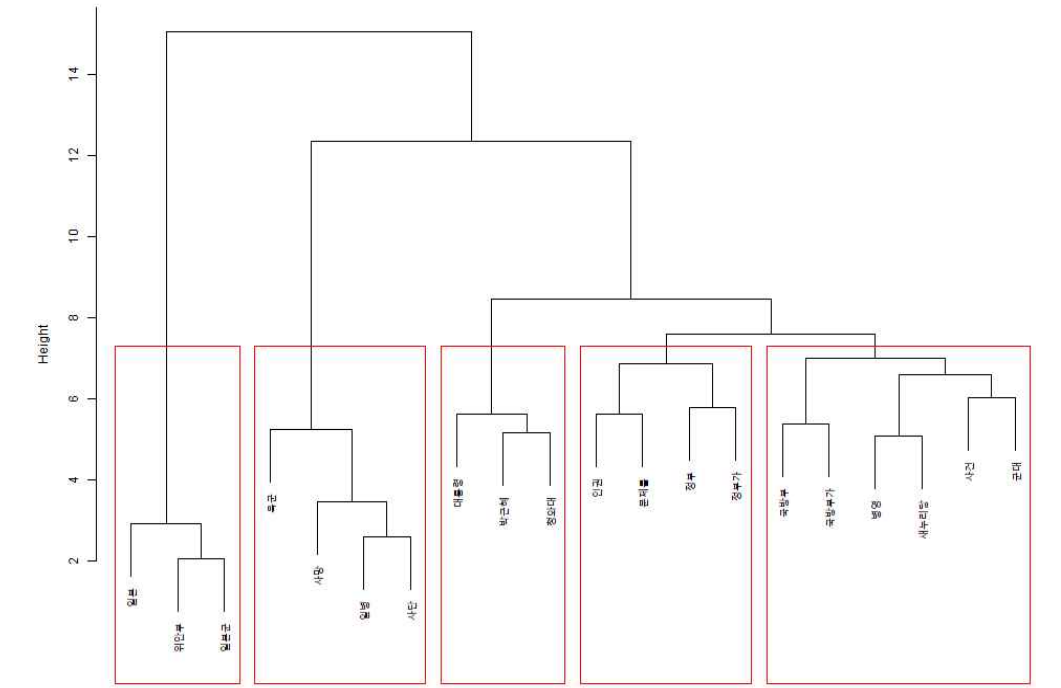 Height
14
12
10
8
6
4
2
일본
위안부
일본군
육군
사망
일병
사단
대통령
박근혜
청와대
인권
문제를
정부
정부가
국방부
국방부가
병영
새누리당
사건
군대